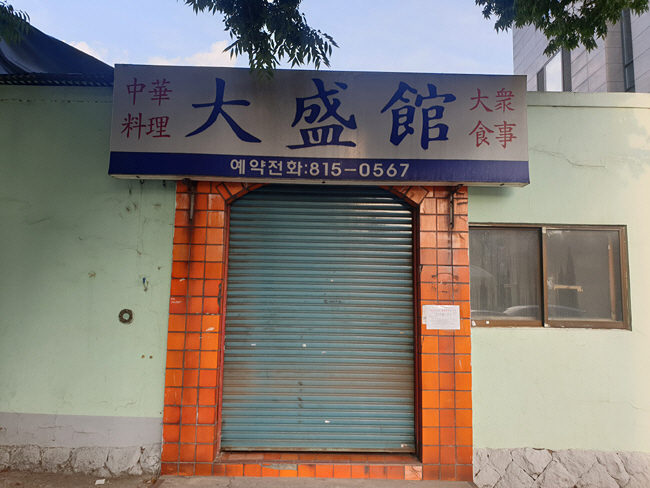 中華
料理
大盛館
大衆
食事
예약전화:815-0567